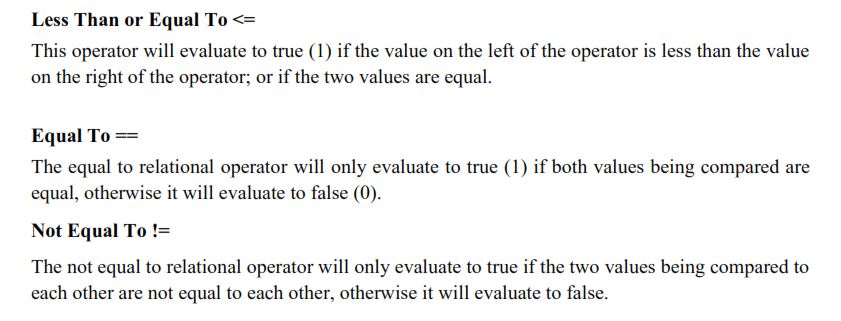 Less Than or Equal To <=
This operator will evaluate to true (1) if the value on the left of the operator is less than the value
on the right of the operator; or if the two values are equal.
Equal To ==
The equal to relational operator will only evaluate to true (1) if both values being compared are
equal, otherwise it will evaluate to false (0).
Not Equal To !=
The not equal to relational operator will only evaluate to true if the two values being compared to
each other are not equal to each other, otherwise it will evaluate to false.